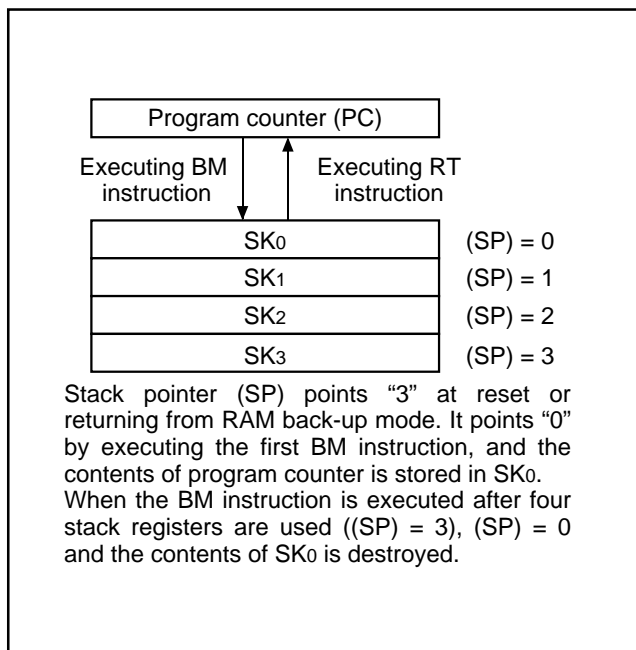 Program counter (PC)
Executing BM
instruction
Executing RT
instruction
SK0
(SP) = 0
SK1
(SP) = 1
SK2
(SP) = 2
SK3
(SP) = 3
Stack pointer (SP) points “3” at reset or
returning from RAM back-up mode. It points “0”
by executing the first BM instruction, and the
contents of program counter is stored in SK0.
When the BM instruction is executed after four
stack registers are used ((SP) = 3), (SP) = 0
and the contents of SK0 is destroyed.